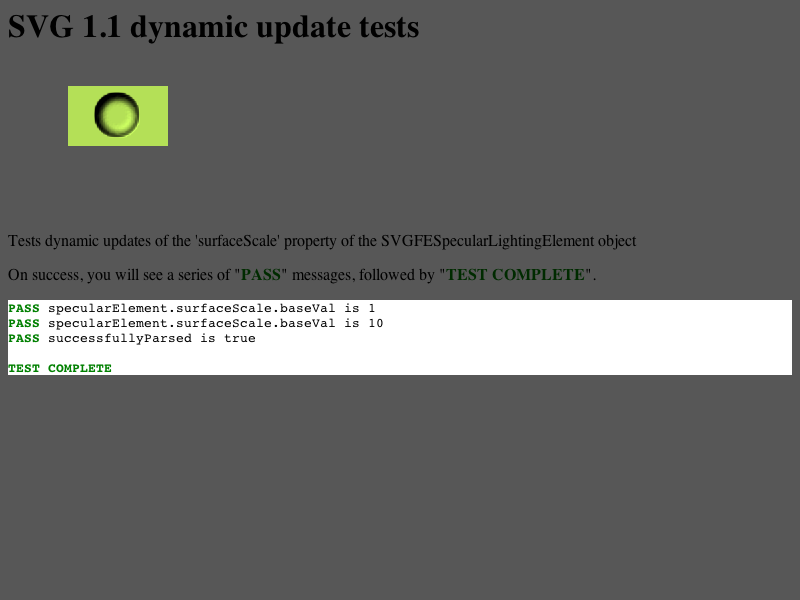 SVG 1.1 dynamic update tests
Tests dynamic updates of the 'surfaceScale' property of the SVGFESpecularLightingElement object
On success, you will see a series of "PASS" messages, followed by "TEST COMPLETE".
PASS specularElement.surfaceScale.baseVal is 1
PASS specularElement.surfaceScale.baseVal is 10
PASS successfullyParsed is true
TEST COMPLETE